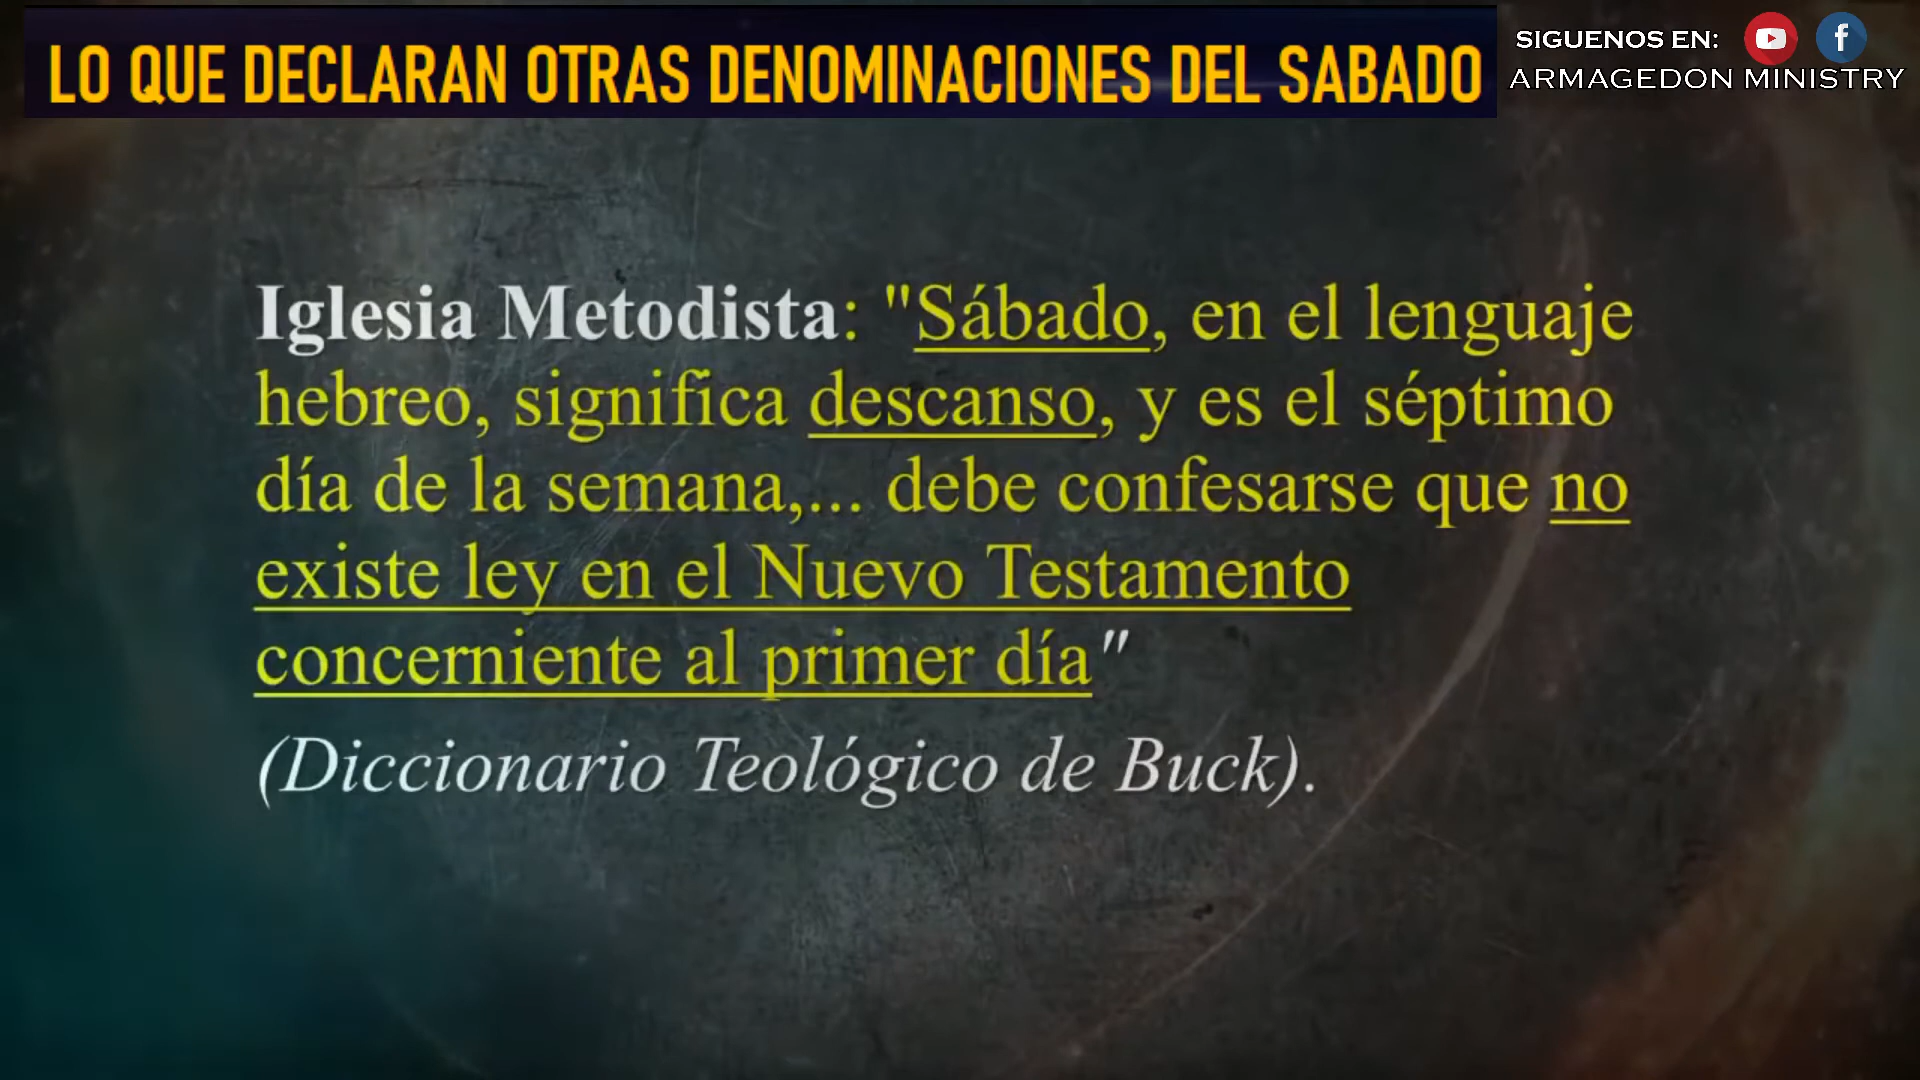 LO QUE DECLARAN OTRAS DENOMINACIONES DEL SABADO
SIGUENOS EN:
ARMAGEDON MINISTRY
Iglesia Metodista: "Sábado, en el lenguaje
hebreo, significa descanso, y es el séptimo
día de la semana,... debe confesarse que no
existe ley en el Nuevo Testamento
concerniente al primer día"
(Diccionario Teológico de Buck).